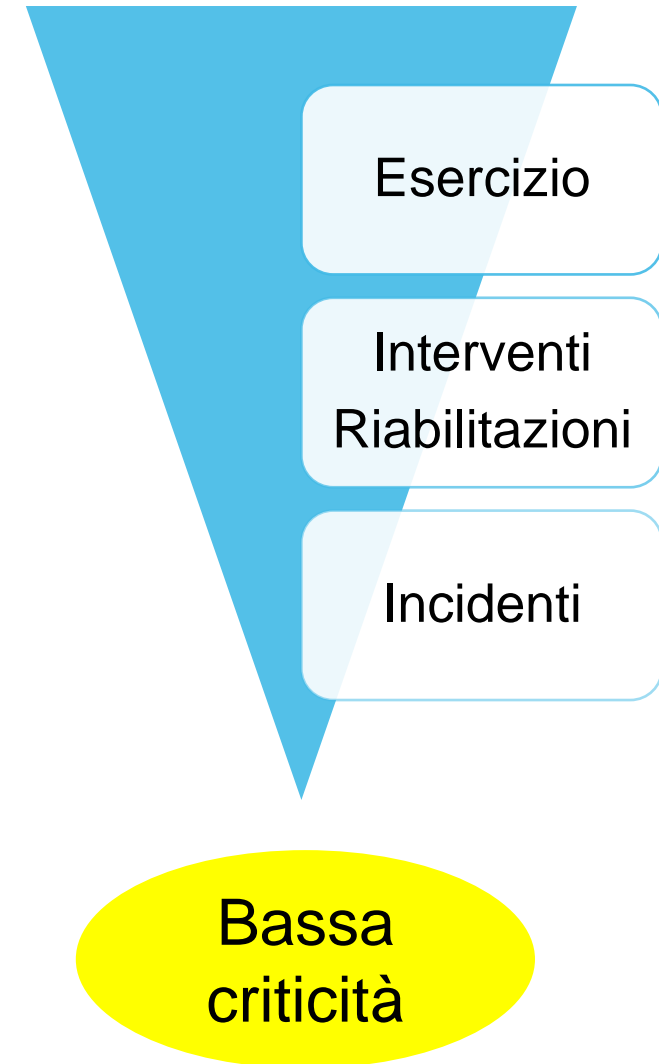 Esercizio
Interventi
Riabilitazioni
Incidenti
Bassa
criticità